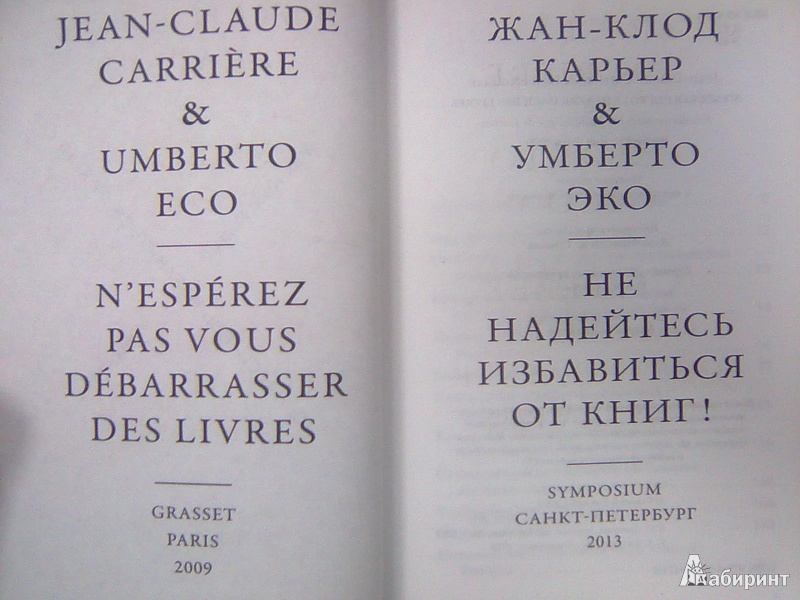 JEAN-CLAUDE
CARRIÈRE
&
UMBERTO
ECO
N'ESPÉREZ
PAS VOUS
DÉBARRASSER
DES LIVRES
GRASSET
PARIS
2009
ЖАН-КЛОД
КАРЬЕР
&
УМБЕРТО
ЭКО
НЕ
НАДЕЙТЕСЬ
ИЗБАВИТЬСЯ
ОТ КНИГ!
SYMPOSIUM
САНКТ-ПЕТЕРБУРГ
2013
Лабиринт